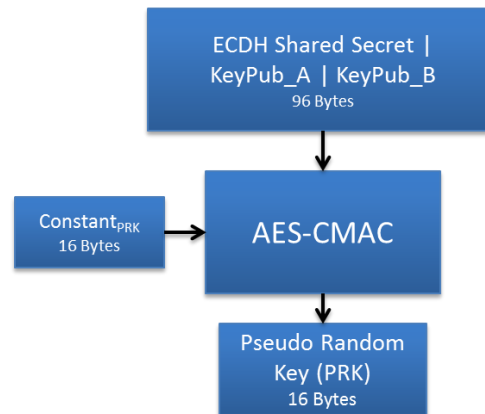 ECDH Shared Secret |
KeyPub_A | KeyPub_B
96 Bytes
ConstantPRK
16 Bytes
AES-CMAC
Pseudo Random
Key (PRK)
16 Bytes